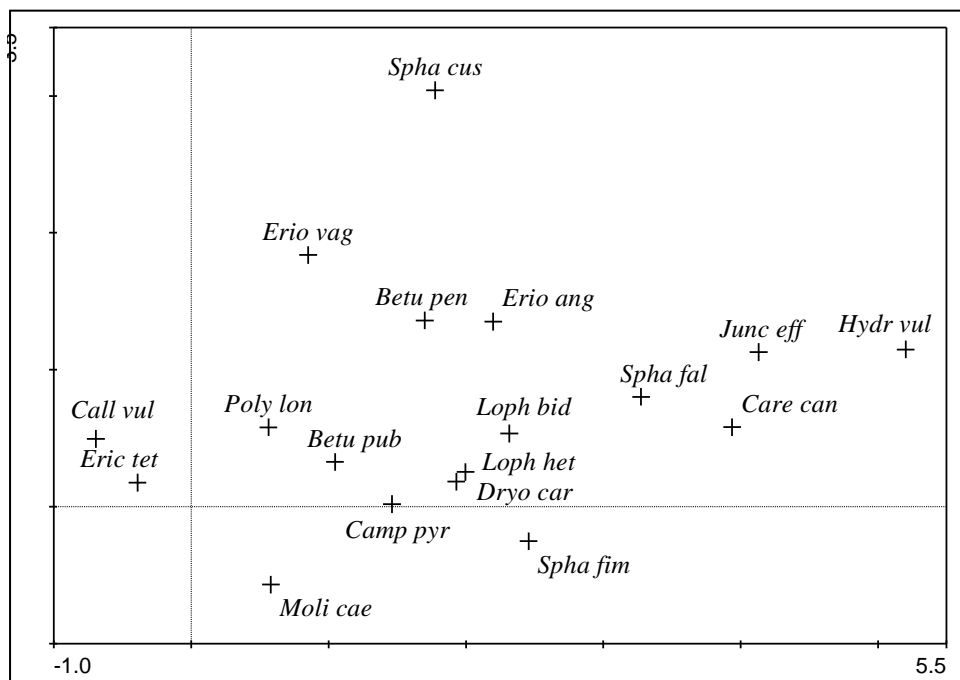 Spha cus
Erio vag
Betu pen
Erio ang
Junc eff
Hydr vul
Spha fal
Call vul
Poly lon
Loph bid
Care can
Betu pub
Eric tet
Loph het
Dryo car
Camp pyr
Spha fim
Moli cae
-1.0
5.5